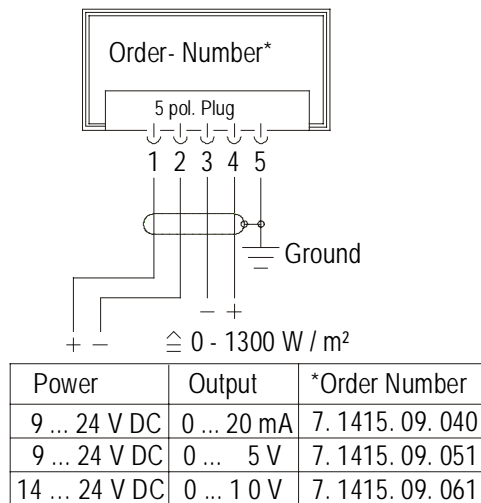 Order- Number*
5 pol. Plug
1 2 3 4 5
Ground
− +
+ −
≙ 0 - 1300 W / m²
Power Output *Order Number
9 ... 24 V DC 0 ... 20 mA 7. 1415. 09. 040
9 ... 24 V DC 0 ... 5 V 7. 1415. 09. 051
14 ... 24 V DC 0 ... 1 0 V 7. 1415. 09. 061